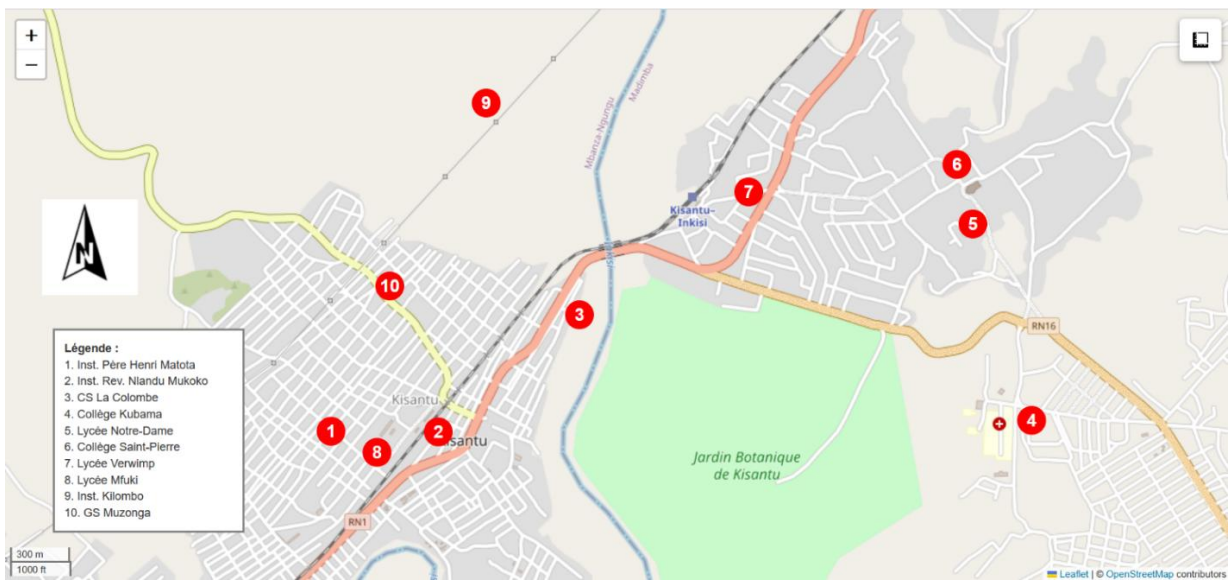 +
−
9
Mbanza-Ngungu
Madimba
6
7
Kisantu-
Inkisi
5
N
10
3
RN16
Légende :
1. Inst. Père Henri Matota
2. Inst. Rev. Nlandu Mukoko
3. CS La Colombe
4. Collège Kubama
5. Lycée Notre-Dame
6. Collège Saint-Pierre
7. Lycée Verwimp
8. Lycée Mfuki
9. Inst. Kilombo
10. GS Muzonga
Kisantu
1
2
8
4
Jardin Botanique
de Kisantu
RN1
300 m
1000 ft
Leaflet | © OpenStreetMap contributors